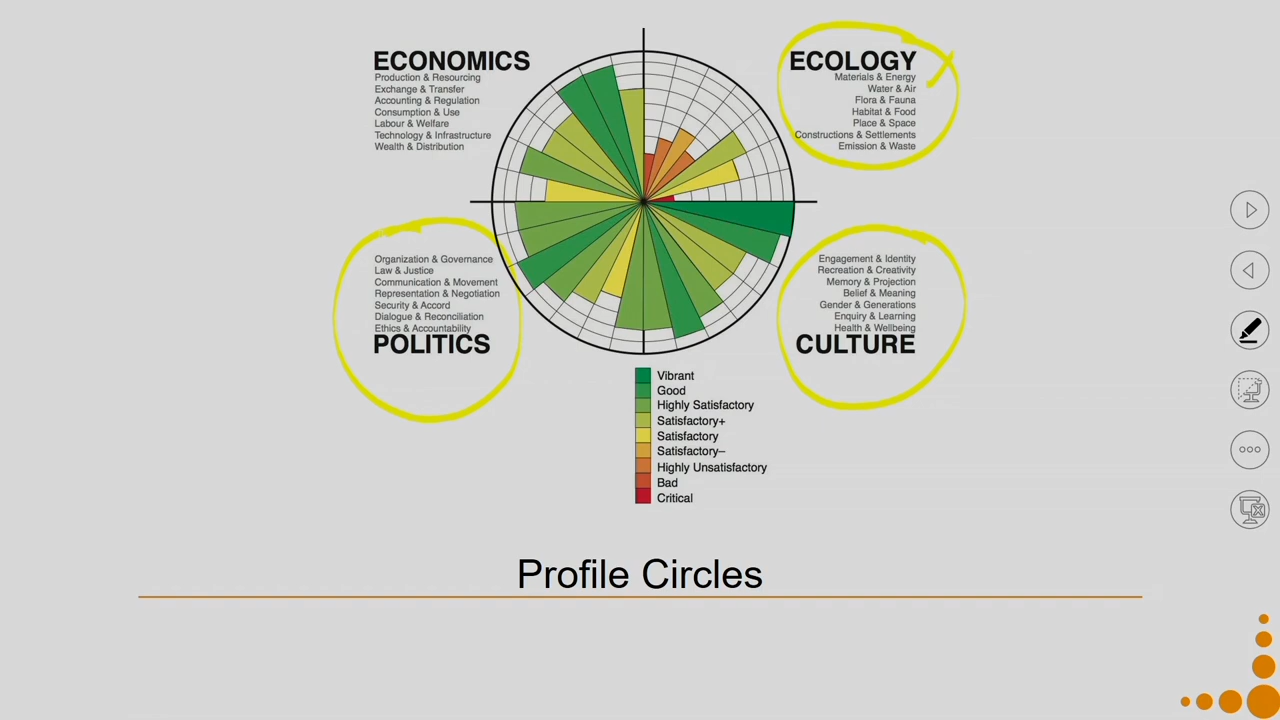 ECONOMICS
Production & Resourcing
Exchange & Transfer
Accounting & Regulation
Consumption & Use
Labour & Welfare
Technology & Infrastructure
Wealth & Distribution
ECOLOGY
Materials & Energy
Water & Air
Flora & Fauna
Habitat & Food
Place & Space
Constructions & Settlements
Emission & Waste
Organization & Governance
Law & Justice
Communication & Movement
Representation & Negotiation
Security & Accord
Dialogue & Reconciliation
Ethics & Accountability
POLITICS
Engagement & Identity
Recreation & Creativity
Memory & Projection
Belief & Meaning
Gender & Generations
Enquiry & Learning
Health & Wellbeing
CULTURE
Vibrant
Good
Highly Satisfactory
Satisfactory+
Satisfactory
Satisfactory–
Highly Unsatisfactory
Bad
Critical
Profile Circles